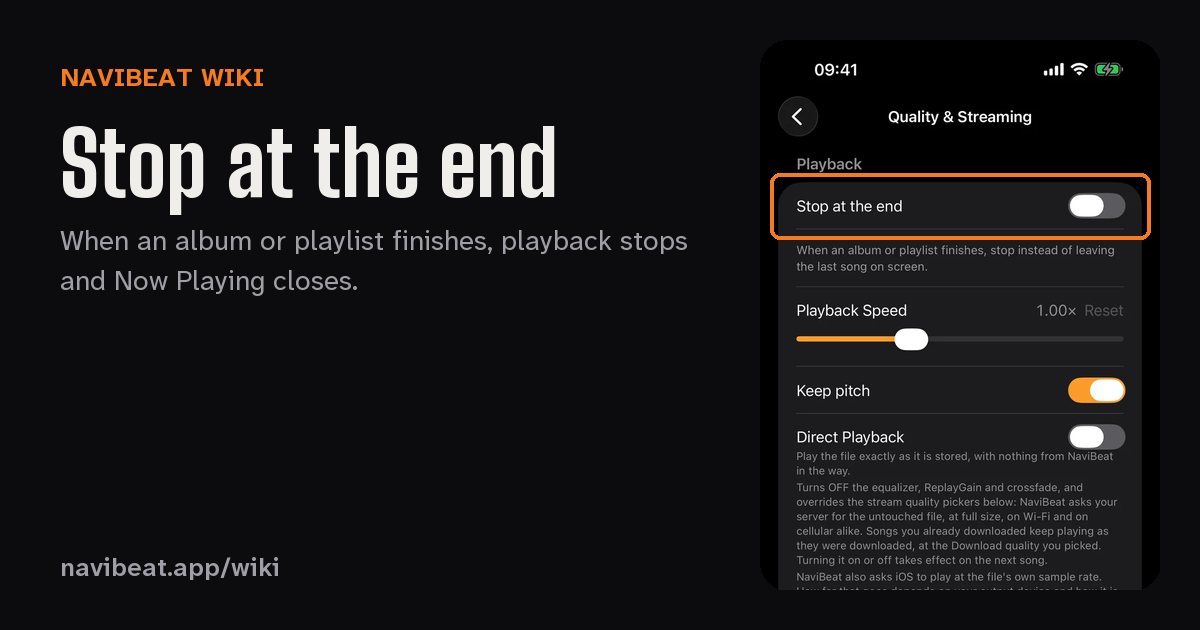 NAVIBEAT WIKI
Stop at the end
When an album or playlist finishes, playback stops
and Now Playing closes.
navibeat.app/wiki
09:41
Quality & Streaming
Playback
Stop at the end
When an album or playlist finishes, stop instead of leaving
the last song on screen.
Playback Speed 1.00× Reset
Keep pitch
Direct Playback
Play the file exactly as it is stored, with nothing from NaviBeat
in the way.
Turns OFF the equalizer, ReplayGain and crossfade, and
overrides the stream quality pickers below: NaviBeat asks your
server for the untouched file, at full size, on Wi-Fi and on
cellular alike. Songs you already downloaded keep playing as
they were downloaded, at the Download quality you picked.
Turning it on or off takes effect on the next song.
NaviBeat also asks iOS to play at the file's own sample rate.